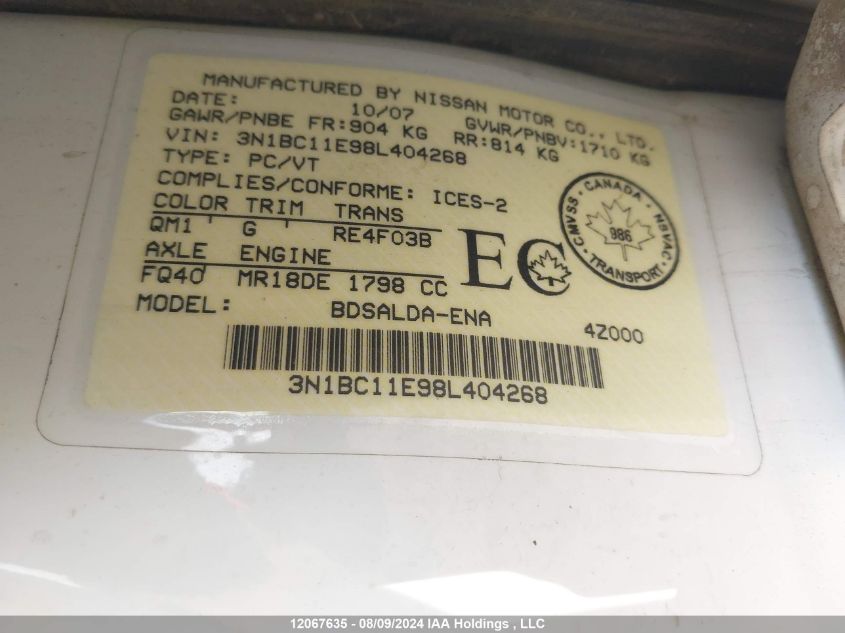 MANUFACTURED BY NISSAN MOTOR CO., LTD.
DATE: 10/07 GVWR/PNBV:1710 KG
GAWR/PNBE FR:904 KG RR:814 KG
VIN: 3N1BC11E98L404268
TYPE: PC/VT
COMPLIES/CONFORME: ICES-2
COLOR TRIM TRANS
QM1 G RE4F03B
AXLE ENGINE
FQ40 MR18DE 1798 CC
MODEL: BDSALDA-ENA
4Z000
EC
CMVSS · CANADA · NSVAC
986
· TRANSPORT ·
3N1BC11E98L404268
12067635 - 08/09/2024 IAA Holdings , LLC